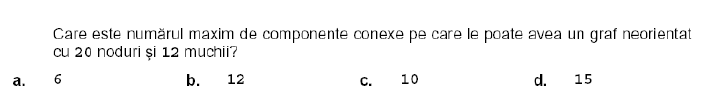 Care este numărul maxim de componente conexe pe care le poate avea un graf neorientat
cu 20 noduri și 12 muchii?
a. 6 b. 12 c. 10 d. 15